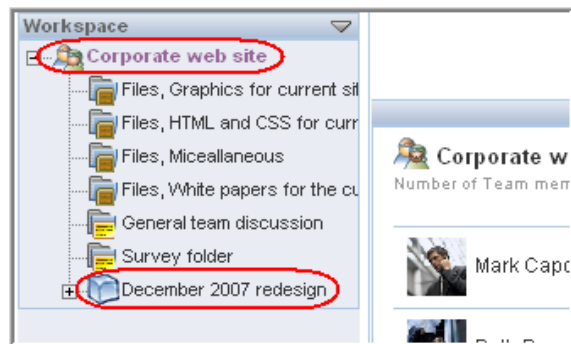 Workspace
Corporate web site
Files, Graphics for current sit
Files, HTML and CSS for curr
Files, Miceallaneous
Files, White papers for the cu
General team discussion
Survey folder
December 2007 redesign
Corporate w
Number of Team mem
Mark Capo